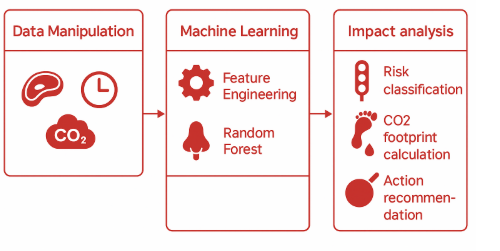 Data Manipulation
CO₂
Machine Learning
Feature
Engineering
Random
Forest
Impact analysis
Risk
classification
CO2
footprint
calculation
Action
recommen-
dation